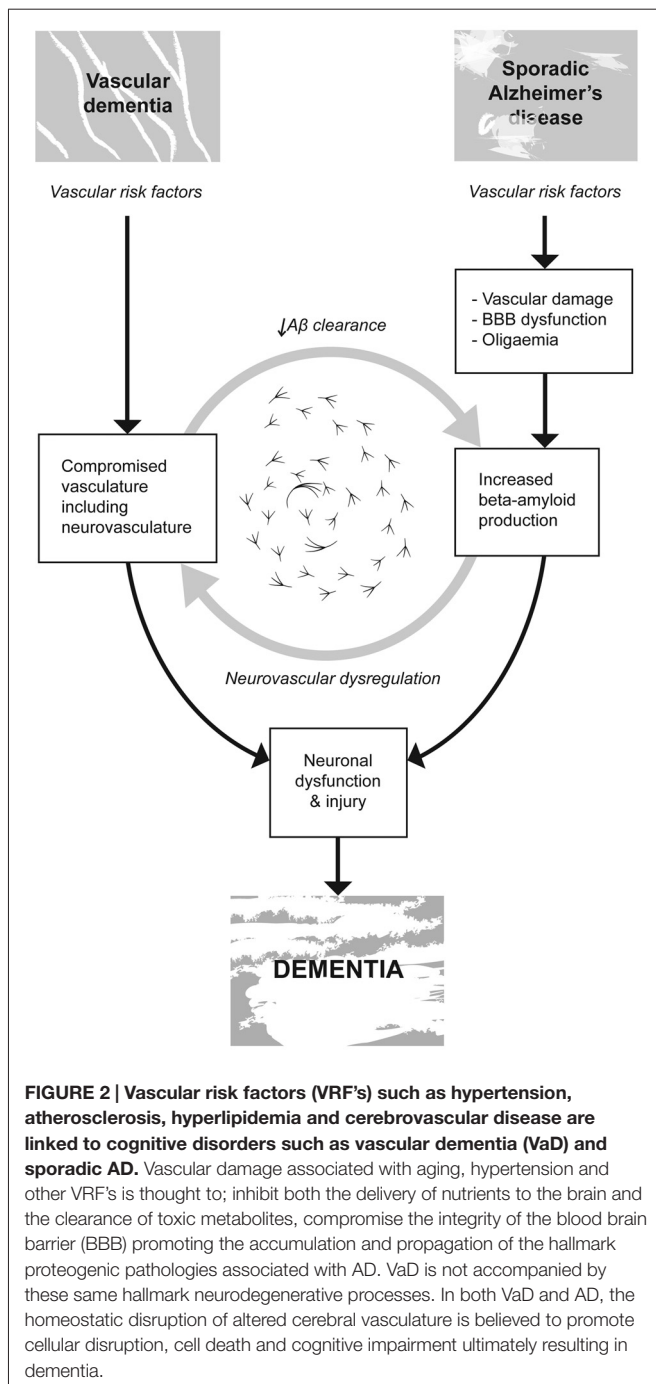 Vascular
dementia
Sporadic
Alzheimer's
disease
Vascular risk factors
Vascular risk factors
- Vascular damage
- BBB dysfunction
- Oligaemia
↓Aβ clearance
Compromised
vasculature
including
neurovasculature
Increased
beta-amyloid
production
Neurovascular dysregulation
Neuronal
dysfunction
& injury
DEMENTIA
FIGURE 2 | Vascular risk factors (VRF's) such as hypertension,
atherosclerosis, hyperlipidemia and cerebrovascular disease are
linked to cognitive disorders such as vascular dementia (VaD) and
sporadic AD. Vascular damage associated with aging, hypertension and
other VRF's is thought to; inhibit both the delivery of nutrients to the brain and
the clearance of toxic metabolites, compromise the integrity of the blood brain
barrier (BBB) promoting the accumulation and propagation of the hallmark
proteogenic pathologies associated with AD. VaD is not accompanied by
these same hallmark neurodegenerative processes. In both VaD and AD, the
homeostatic disruption of altered cerebral vasculature is believed to promote
cellular disruption, cell death and cognitive impairment ultimately resulting in
dementia.